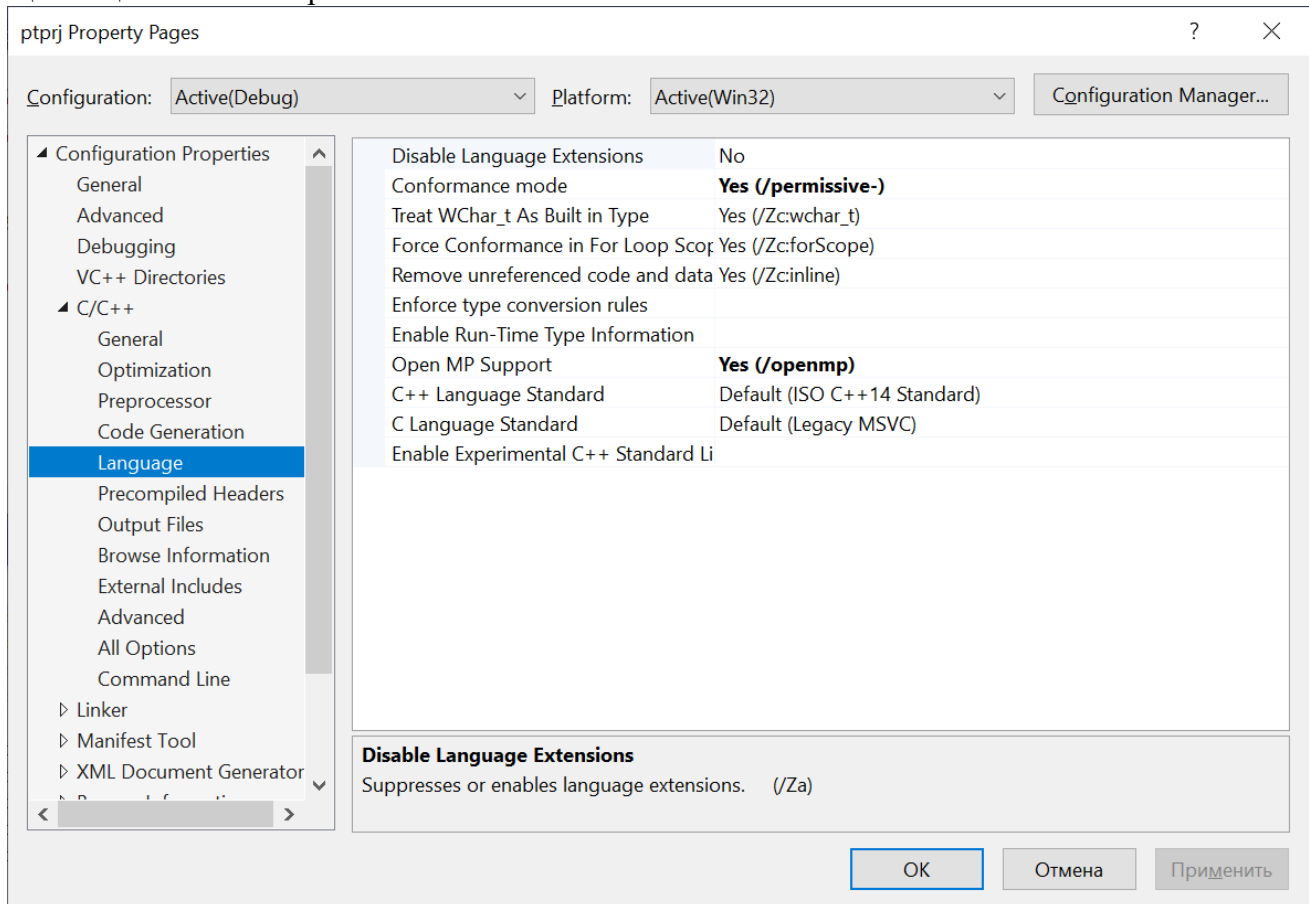 ptprj Property Pages
Configuration: Active(Debug) Platform: Active(Win32) Configuration Manager...
Configuration Properties
General
Advanced
Debugging
VC++ Directories
C/C++
General
Optimization
Preprocessor
Code Generation
Language
Precompiled Headers
Output Files
Browse Information
External Includes
Advanced
All Options
Command Line
Linker
Manifest Tool
XML Document Generator
Disable Language Extensions No
Conformance mode Yes (/permissive-)
Treat WChar_t As Built in Type Yes (/Zc:wchar_t)
Force Conformance in For Loop Scop Yes (/Zc:forScope)
Remove unreferenced code and data Yes (/Zc:inline)
Enforce type conversion rules
Enable Run-Time Type Information
Open MP Support Yes (/openmp)
C++ Language Standard Default (ISO C++14 Standard)
C Language Standard Default (Legacy MSVC)
Enable Experimental C++ Standard Li
Disable Language Extensions
Suppresses or enables language extensions. (/Za)
OK Отмена Применить